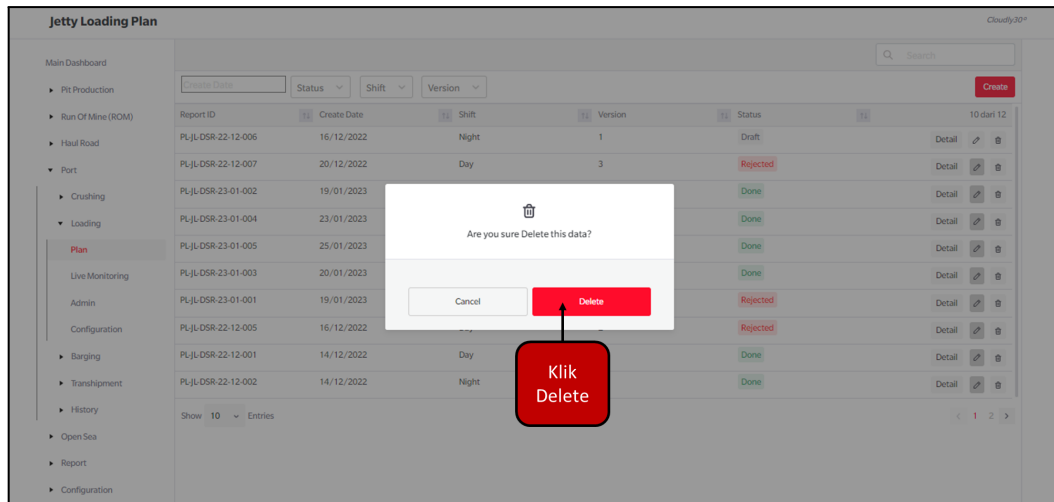 Jetty Loading Plan
Cloudly30°
Main Dashboard
Search
Pit Production
Create Date
Status
Shift
Version
Create
Run Of Mine (ROM)
Report ID
Create Date
Shift
Version
Status
10 dari 12
Haul Road
PL-JL-DSR-22-12-006 16/12/2022 Night 1 Draft Detail
Port
PL-JL-DSR-22-12-007 20/12/2022 Day 3 Rejected Detail
Crushing
PL-JL-DSR-23-01-002 19/01/2023 Done Detail
Loading
PL-JL-DSR-23-01-004 23/01/2023 Done Detail
Plan
PL-JL-DSR-23-01-005 25/01/2023 Done Detail
Live Monitoring
PL-JL-DSR-23-01-003 20/01/2023 Done Detail
Admin
PL-JL-DSR-23-01-001 19/01/2023 Rejected Detail
Configuration
PL-JL-DSR-22-12-005 16/12/2022 Rejected Detail
Barging
PL-JL-DSR-22-12-001 14/12/2022 Day Done Detail
Transhipment
PL-JL-DSR-22-12-002 14/12/2022 Night Done Detail
History
Show 10 Entries
< 1 2 >
Open Sea
Report
Configuration
Are you sure Delete this data?
Cancel
Delete
Klik
Delete